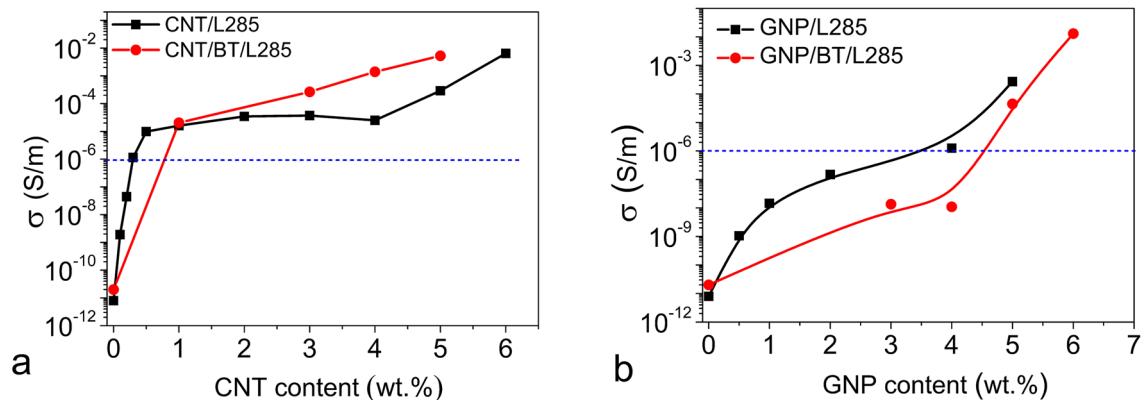 CNT/L285
CNT/BT/L285
10⁻²
10⁻⁴
10⁻⁶
10⁻⁸
10⁻¹⁰
10⁻¹²
σ (S/m)
0 1 2 3 4 5 6
CNT content (wt.%)
a
GNP/L285
GNP/BT/L285
10⁻³
10⁻⁶
10⁻⁹
10⁻¹²
σ (S/m)
0 1 2 3 4 5 6 7
GNP content (wt.%)
b